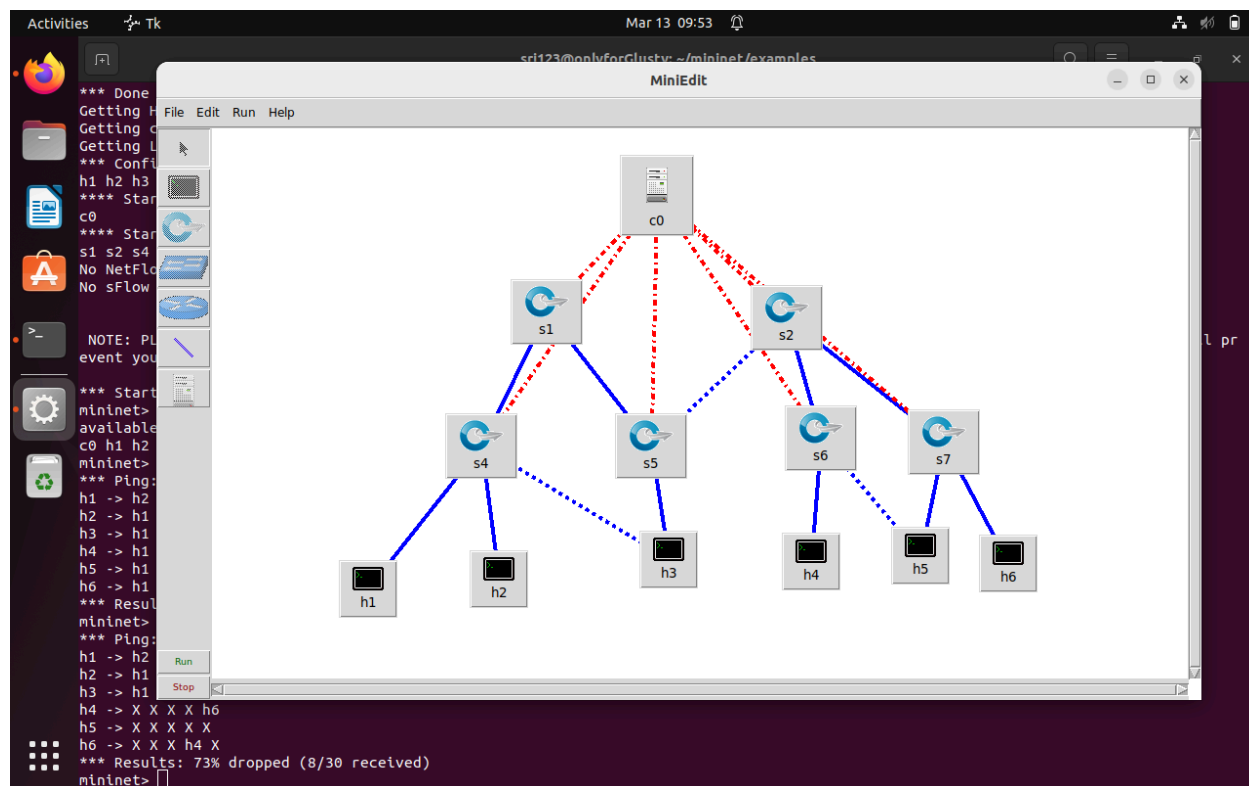 Activities Tk Mar 13 09:53
sri123@onlyforGlusty: ~/mininet/examples
MiniEdit
File Edit Run Help
*** Done
Getting H
Getting c
Getting L
*** Confi
h1 h2 h3
**** Star
c0
**** Star
s1 s2 s4
No NetFlo
No sFlow
NOTE: PL l pr
event you
*** Start
mininet>
available
c0 h1 h2
mininet>
*** Ping:
h1 -> h2
h2 -> h1
h3 -> h1
h4 -> h1
h5 -> h1
h6 -> h1
*** Resul
mininet>
*** Ping:
h1 -> h2
h2 -> h1
h3 -> h1
h4 -> X X X X h6
h5 -> X X X X X
h6 -> X X X h4 X
*** Results: 73% dropped (8/30 received)
mininet>
c0
s1
s2
s4
s5
s6
s7
h1
h2
h3
h4
h5
h6
Run
Stop